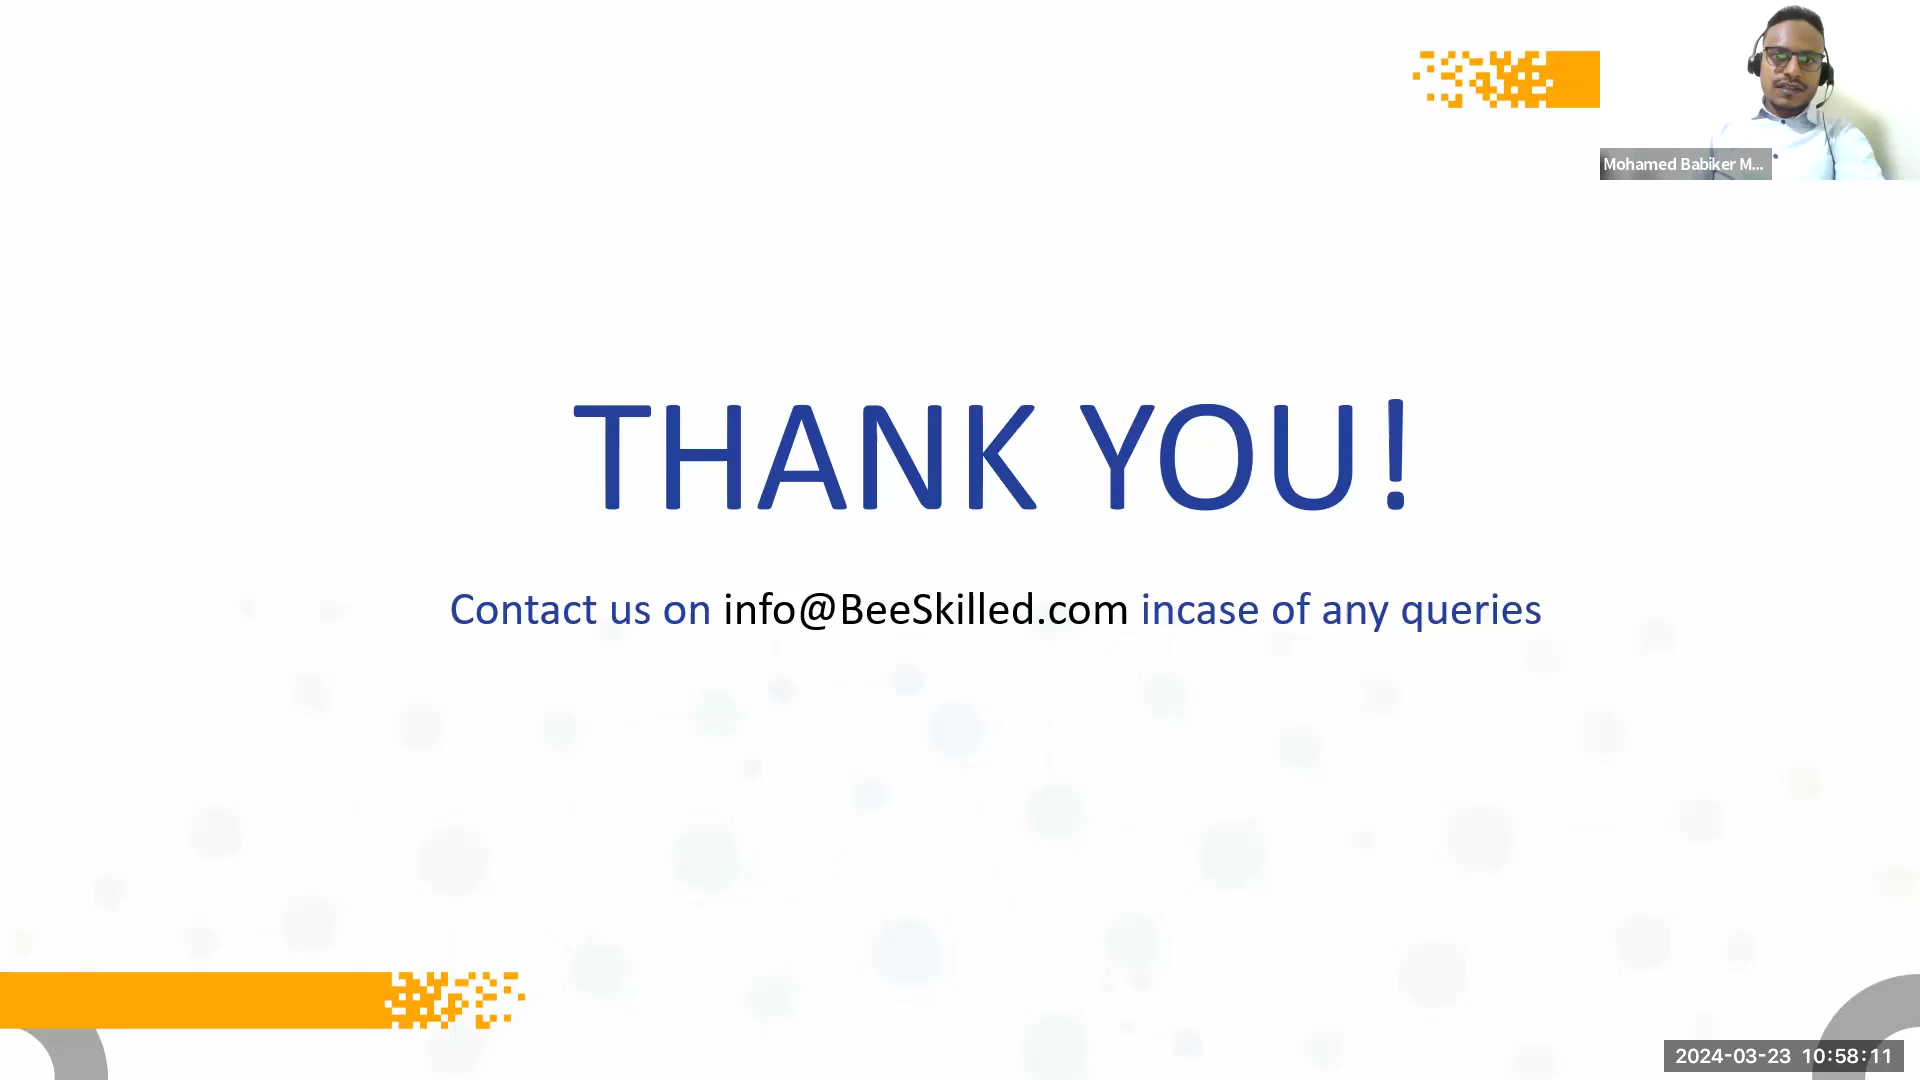 Mohamed Babiker M...
THANK YOU!
Contact us on info@BeeSkilled.com incase of any queries
2024-03-23 10:58:11